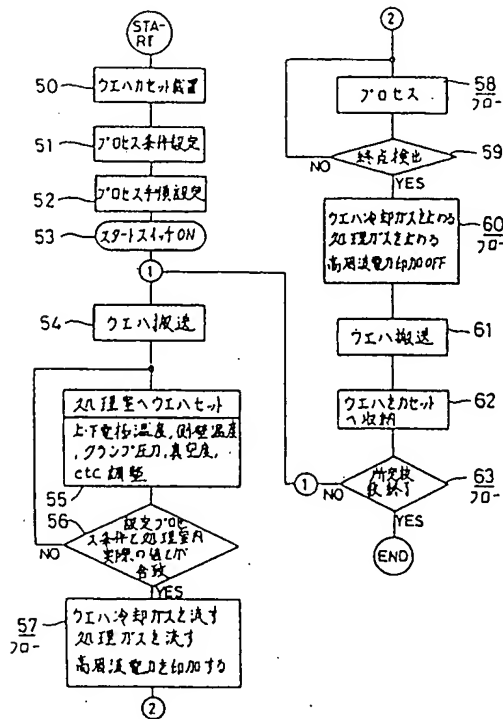 STA-
RT
50
ウエハカセット載置
51
プロセス条件設定
52
プロセス手順設定
53
スタートスイッチON
1
54
ウエハ搬送
処理室へウエハセット
上下電極温度,側壁温度
,クランプ圧力,真空度,
etc 調整
55
56
設定プロセ
ス条件と処理室内
実際の値とが
合致
NO
YES
57
フロー
ウエハ冷却ガスを流す
処理ガスを流す
高周波電力を印加する
2
2
58
フロー
プロセス
59
終点検出
NO
YES
60
フロー
ウエハ冷却ガスを止める
処理ガスを止める
高周波電力印加OFF
ウエハ搬送
61
ウエハをカセット
へ収納
62
所定枚
数終了
63
フロー
1
NO
YES
END